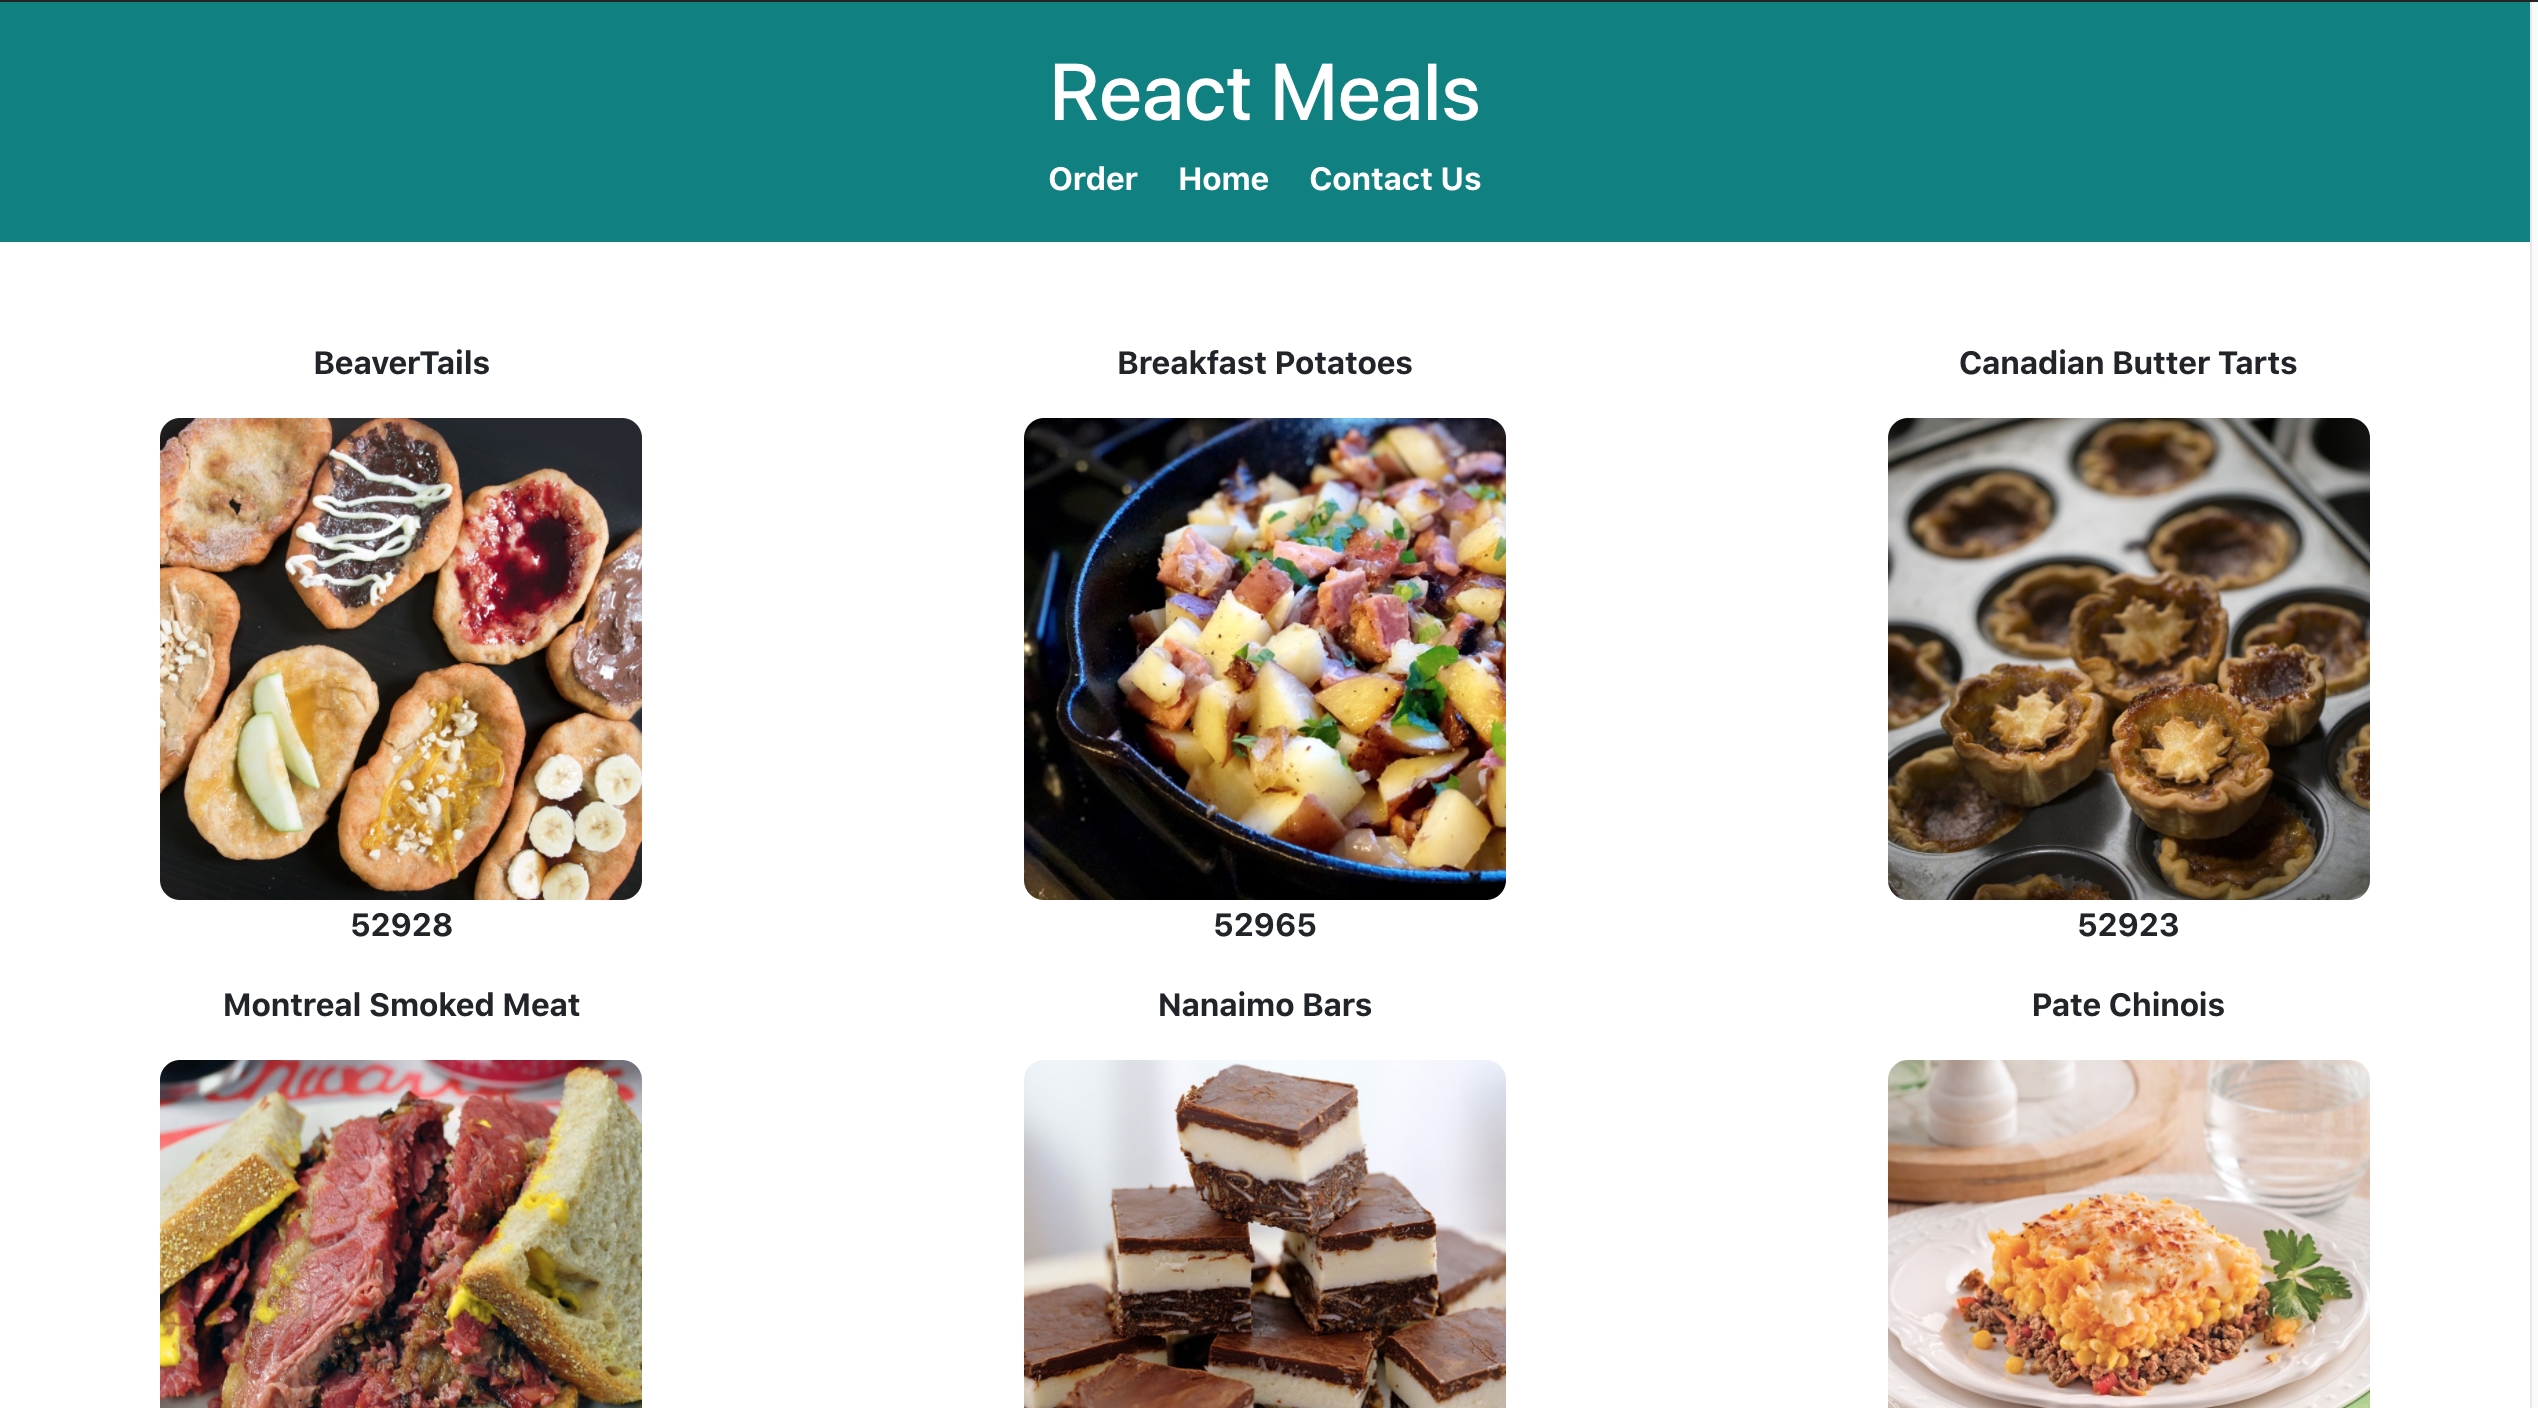 React Meals
Order Home Contact Us
BeaverTails Breakfast Potatoes Canadian Butter Tarts
52928 52965 52923
Montreal Smoked Meat Nanaimo Bars Pate Chinois